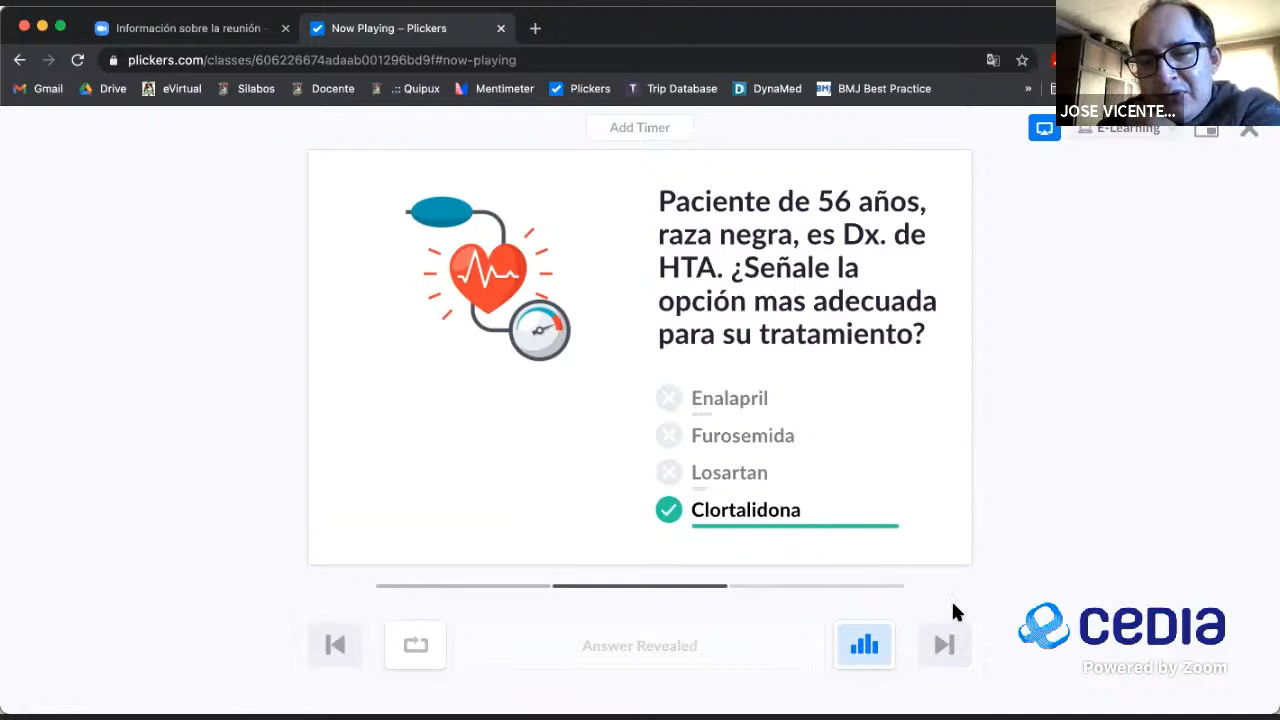 Información sobre la reunión -
Now Playing – Plickers
plickers.com/classes/606226674adaab001296bd9f#now-playing
Gmail
Drive
eVirtual
Silabos
Docente
.:: Quipux
Mentimeter
Plickers
Trip Database
DynaMed
BMJ Best Practice
»
JOSE VICENTE...
Add Timer
E-Learning
Paciente de 56 años,
raza negra, es Dx. de
HTA. ¿Señale la
opción mas adecuada
para su tratamiento?
Enalapril
Furosemida
Losartan
Clortalidona
Answer Revealed
CEDIA
Powered by Zoom